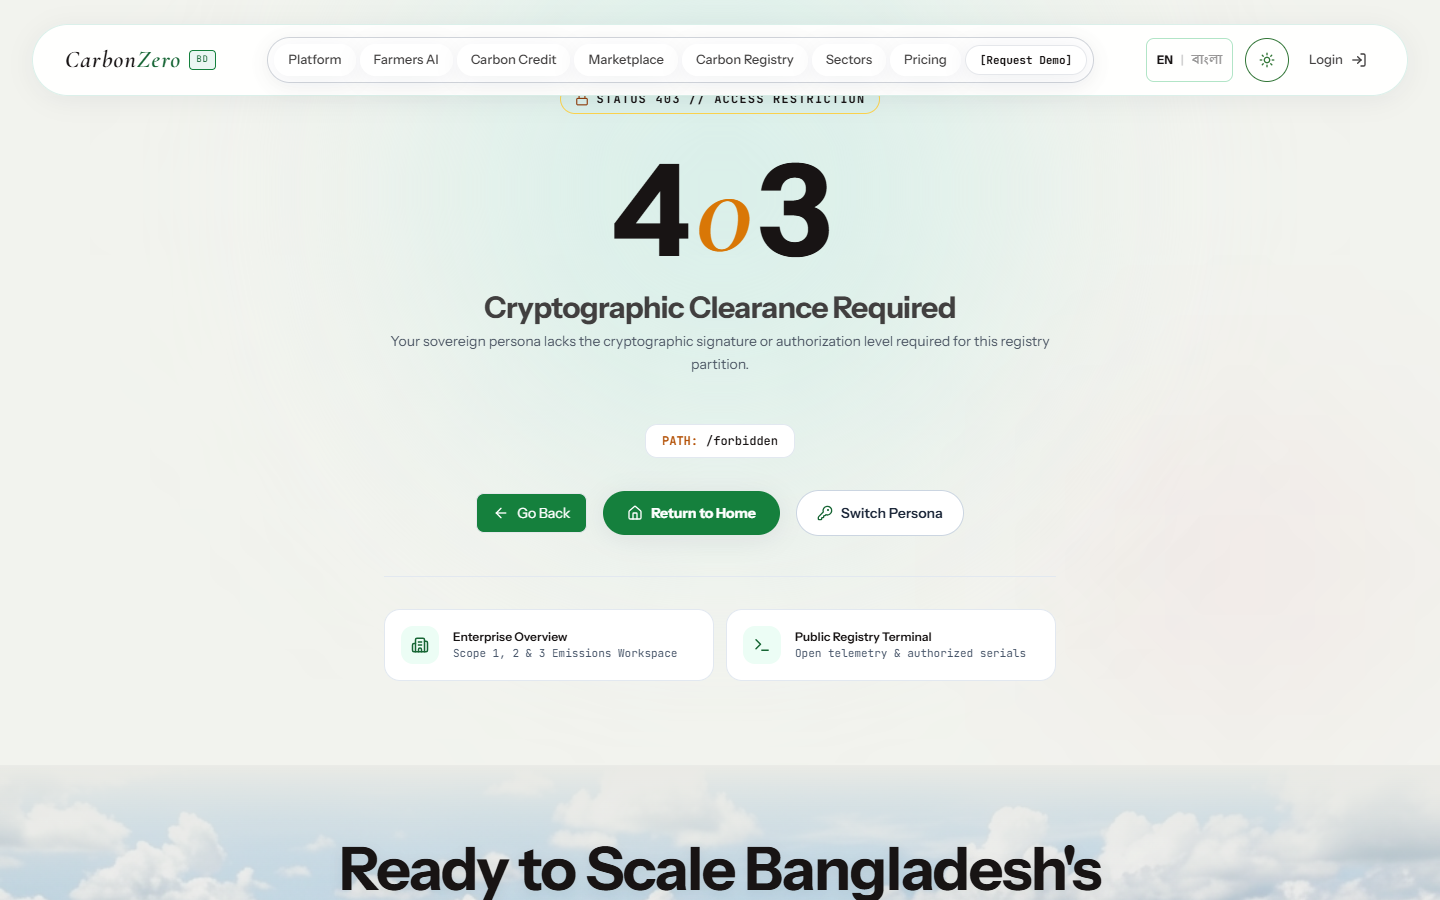 CarbonZero BD
Platform
Farmers AI
Carbon Credit
Marketplace
Carbon Registry
Sectors
Pricing
[Request Demo]
EN | বাংলা
Login
STATUS 403 // ACCESS RESTRICTION
403
Cryptographic Clearance Required
Your sovereign persona lacks the cryptographic signature or authorization level required for this registry
partition.
PATH: /forbidden
Go Back
Return to Home
Switch Persona
Enterprise Overview
Scope 1, 2 & 3 Emissions Workspace
Public Registry Terminal
Open telemetry & authorized serials
Ready to Scale Bangladesh's